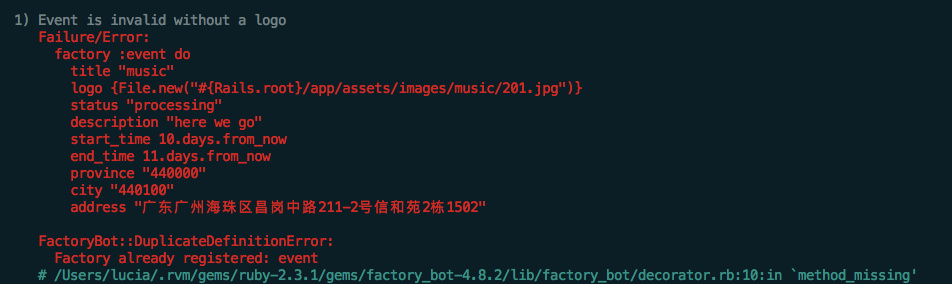 1) Event is invalid without a logo
Failure/Error:
factory :event do
title "music"
logo {File.new("#{Rails.root}/app/assets/images/music/201.jpg")}
status "processing"
description "here we go"
start_time 10.days.from_now
end_time 11.days.from_now
province "440000"
city "440100"
address "广东广州海珠区昌岗中路211-2号信和苑2栋1502"
FactoryBot::DuplicateDefinitionError:
Factory already registered: event
# /Users/lucia/.rvm/gems/ruby-2.3.1/gems/factory_bot-4.8.2/lib/factory_bot/decorator.rb:10:in `method_missing'